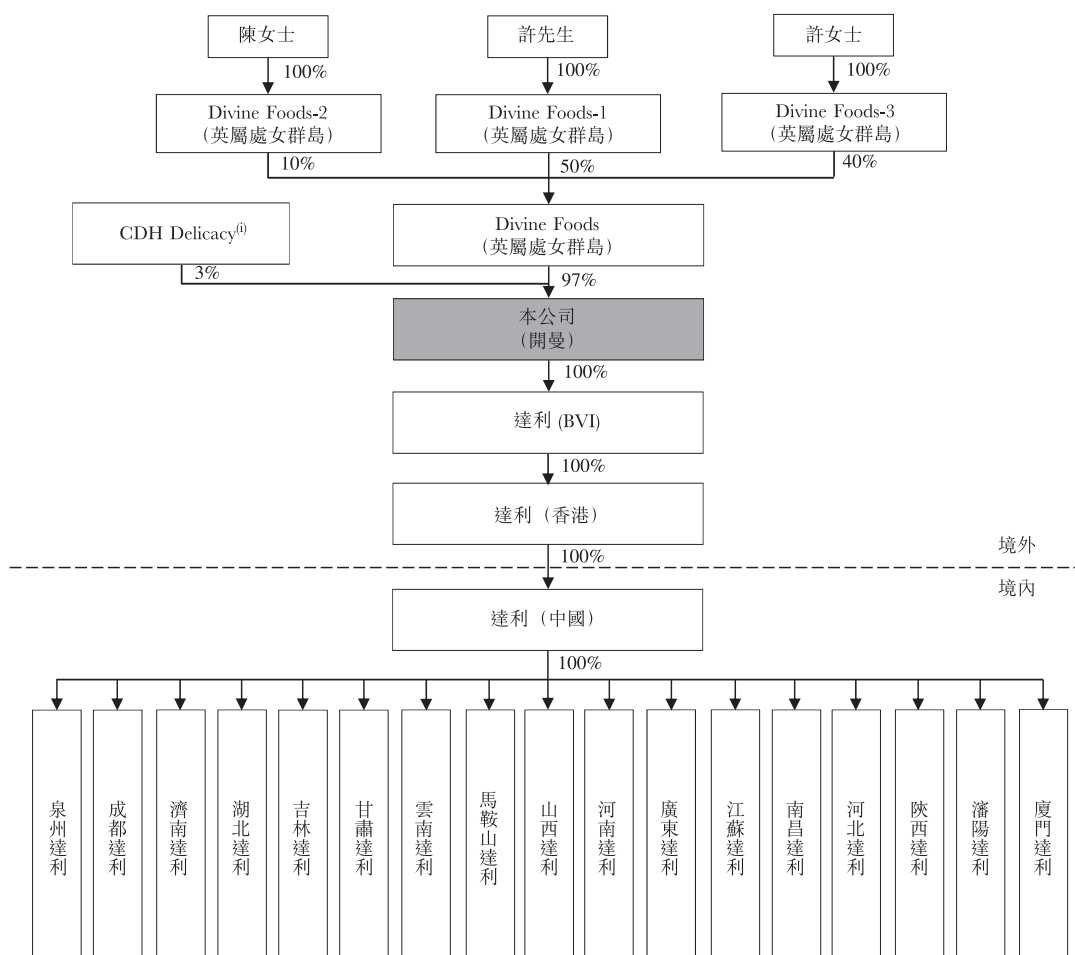 陳女士
許先生
許女士
100%
100%
100%
Divine Foods-2
(英屬處女群島)
Divine Foods-1
(英屬處女群島)
Divine Foods-3
(英屬處女群島)
10%
50%
40%
CDH Delicacy(i)
Divine Foods
(英屬處女群島)
3%
97%
本公司
(開曼)
100%
達利 (BVI)
100%
達利（香港）
100%
境外
境內
達利（中國）
100%
泉州達利
成都達利
濟南達利
湖北達利
吉林達利
甘肅達利
雲南達利
馬鞍山達利
山西達利
河南達利
廣東達利
江蘇達利
南昌達利
河北達利
陝西達利
瀋陽達利
廈門達利